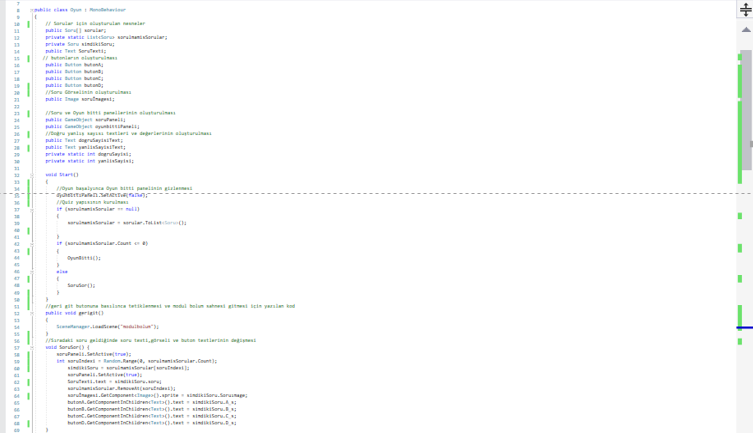 7
8 public class Oyun : MonoBehaviour
9 {
10 // Sorular için oluşturulan nesneler
11 public Soru[] sorular;
12 private static List<Soru> sorulmamisSorular;
13 private Soru simdikiSoru;
14 public Text SoruTexti;
15 // butonların oluşturulması
16 public Button butonA;
17 public Button butonB;
18 public Button butonC;
19 public Button butonD;
20 //Soru Görselinin oluşturulması
21 public Image soruImagesi;
22
23 //Soru ve Oyun bitti panellerinin oluşturulması
24 public GameObject soruPaneli;
25 public GameObject oyunbittiPaneli;
26 //Doğru yanlış sayısı textleri ve değerlerinin oluşturulması
27 public Text dogruSayisiText;
28 public Text yanlisSayisiText;
29 private static int dogruSayisi;
30 private static int yanlisSayisi;
31
32 void Start()
33 {
34 //Oyun başalyınca Oyun bitti panelinin gizlenmesi
35 oyunbittiPaneli.SetActive(false);
36 //Quiz yapısının kurulması
37 if (sorulmamisSorular == null)
38 {
39 sorulmamisSorular = sorular.ToList<Soru>();
40
41 }
42 if (sorulmamisSorular.Count <= 0)
43 {
44 OyunBitti();
45 }
46 else
47 {
48 SoruSor();
49 }
50 }
51 //geri git butonuna basılınca tetiklenmesi ve modul bolum sahnesi gitmesi için yazılan kod
52 public void gerigit()
53 {
54 SceneManager.LoadScene("modulbolum");
55 }
56 //Sıradaki soru geldiğinde soru texti,görseli ve buton textlerinin değişmesi
57 void SoruSor() {
58 soruPaneli.SetActive(true);
59 int soruIndexi = Random.Range(0, sorulmamisSorular.Count);
60 simdikiSoru = sorulmamisSorular[soruIndexi];
61 soruPaneli.SetActive(true);
62 SoruTexti.text = simdikiSoru.soru;
63 sorulmamisSorular.RemoveAt(soruIndexi);
64 soruImagesi.GetComponent<Image>().sprite = simdikiSoru.Soruimage;
65 butonA.GetComponentInChildren<Text>().text = simdikiSoru.A_s;
66 butonB.GetComponentInChildren<Text>().text = simdikiSoru.B_s;
67 butonC.GetComponentInChildren<Text>().text = simdikiSoru.C_s;
68 butonD.GetComponentInChildren<Text>().text = simdikiSoru.D_s;
69 }